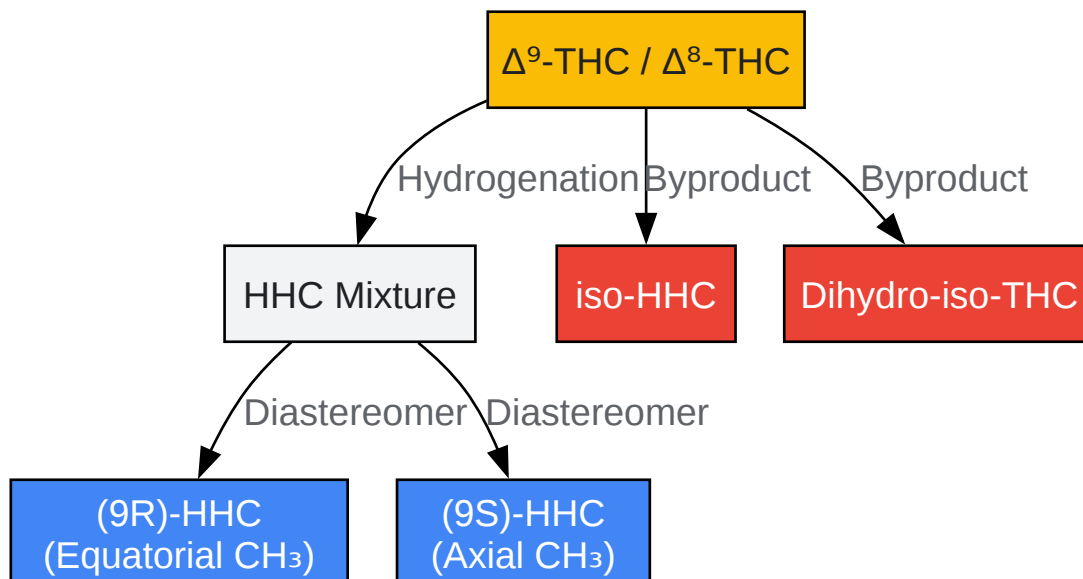 Δ⁹-THC / Δ⁸-THC
Hydrogenation
Byproduct
Byproduct
HHC Mixture
iso-HHC
Dihydro-iso-THC
Diastereomer
Diastereomer
(9R)-HHC
(Equatorial CH₃)
(9S)-HHC
(Axial CH₃)